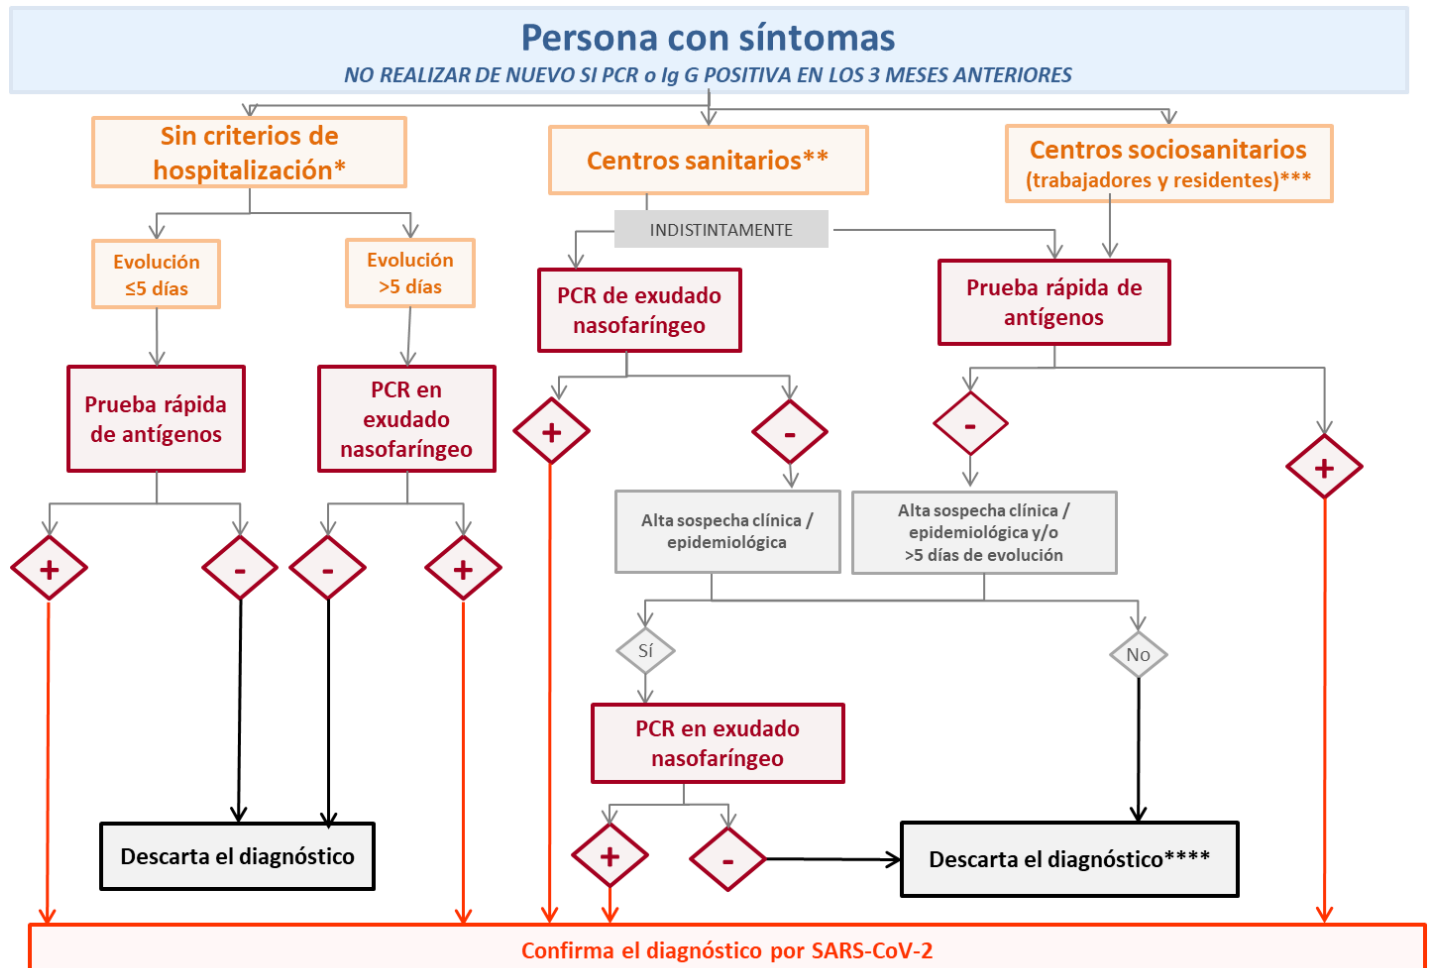 Persona con síntomas
NO REALIZAR DE NUEVO SI PCR o Ig G POSITIVA EN LOS 3 MESES ANTERIORES
Sin criterios de
hospitalización*
Centros sanitarios**
Centros sociosanitarios
(trabajadores y residentes)***
INDISTINTAMENTE
Evolución
≤5 días
Evolución
>5 días
PCR de exudado
nasofaríngeo
Prueba rápida de
antígenos
Prueba rápida
de antígenos
PCR en
exudado
nasofaríngeo
+
-
-
+
Alta sospecha clínica /
epidemiológica
Alta sospecha clínica /
epidemiológica y/o
>5 días de evolución
+
-
-
+
Sí
No
PCR en exudado
nasofaríngeo
+
-
Descarta el diagnóstico
Descarta el diagnóstico****
Confirma el diagnóstico por SARS-CoV-2